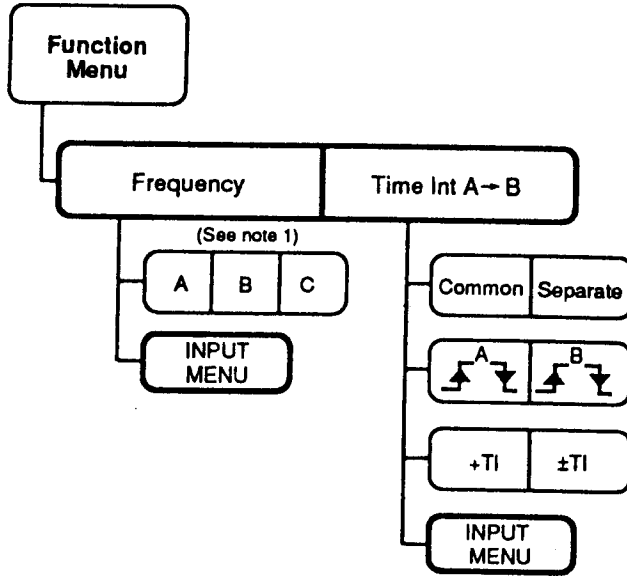 Function
Menu
Frequency
Time Int A→ B
(See note 1)
A B C
Common Separate
INPUT
MENU
A B
+TI ±TI
INPUT
MENU